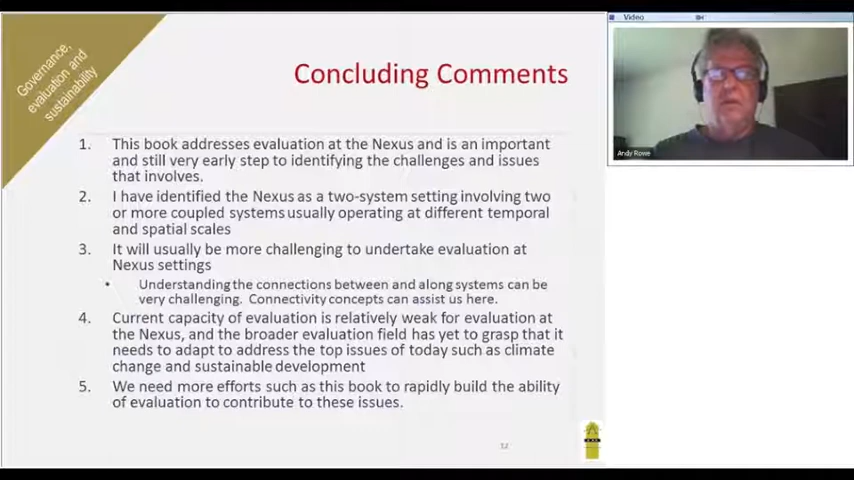 Governance,
evaluation and
sustainability
Concluding Comments
1. This book addresses evaluation at the Nexus and is an important
and still very early step to identifying the challenges and issues
that involves.
2. I have identified the Nexus as a two-system setting involving two
or more coupled systems usually operating at different temporal
and spatial scales
3. It will usually be more challenging to undertake evaluation at
Nexus settings
• Understanding the connections between and along systems can be
very challenging. Connectivity concepts can assist us here.
4. Current capacity of evaluation is relatively weak for evaluation at
the Nexus, and the broader evaluation field has yet to grasp that it
needs to adapt to address the top issues of today such as climate
change and sustainable development
5. We need more efforts such as this book to rapidly build the ability
of evaluation to contribute to these issues.
12
Video
Andy Rowe